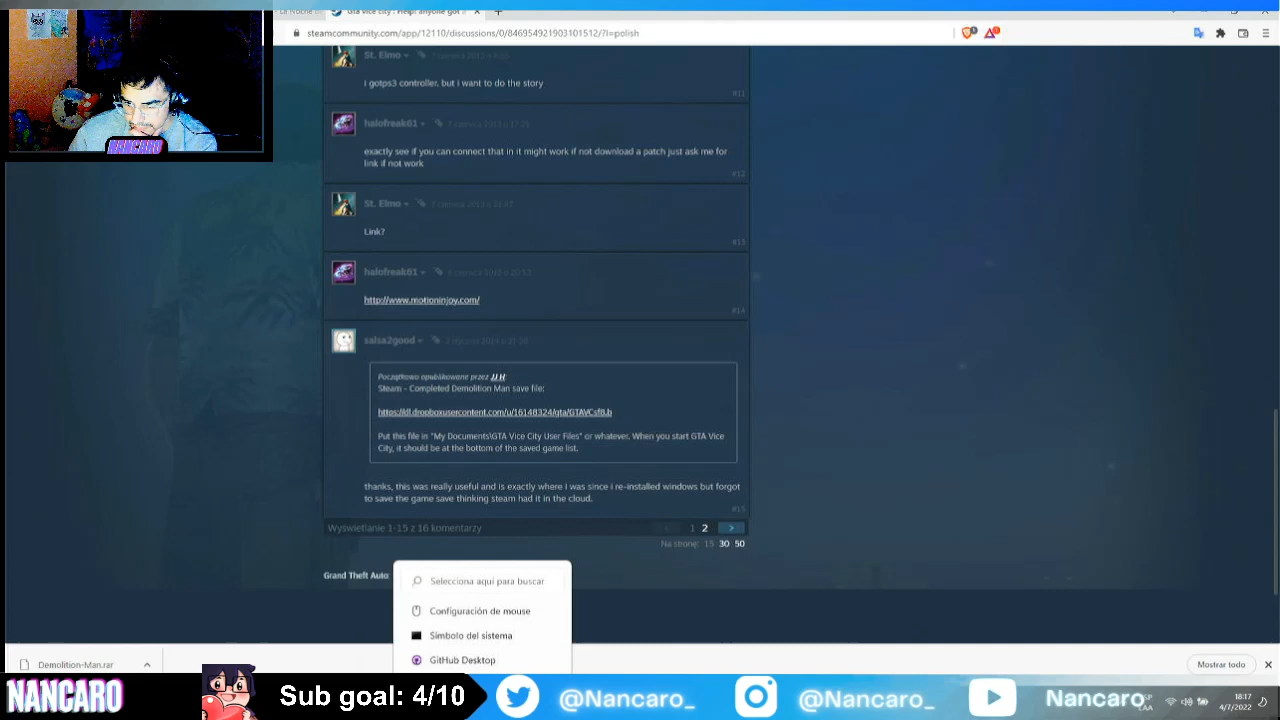 Gta vice city : Help! anyone got
steamcommunity.com/app/12110/discussions/0/846954921903101512/?l=polish
St. Elmo
i gotps3 controller. but i want to do the story
#11
halofreak61
exactly see if you can connect that in it might work if not download a patch just ask me for
link if not work
#12
St. Elmo
Link?
#13
halofreak61
http://www.motioninjoy.com/
#14
salsa2good
Początkowo opublikowane przez JJ H:
Steam - Completed Demolition Man save file:
https://dl.dropboxusercontent.com/u/16148324/gta/GTAVCsf8.b
Put this file in "My Documents\GTA Vice City User Files" or whatever. When you start GTA Vice
City, it should be at the bottom of the saved game list.
thanks, this was really useful and is exactly where i was since i re-installed windows but forgot
to save the game save thinking steam had it in the cloud.
#15
Wyświetlanie 1-15 z 16 komentarzy
< 1 2 >
Na stronę: 15 30 50
Grand Theft Auto:
Selecciona aquí para buscar
Configuración de mouse
Símbolo del sistema
GitHub Desktop
Demolition-Man.rar
Mostrar todo
NANCARO
NANCARO
Sub goal: 4/10
@Nancaro_
@Nancaro_
Nancaro
18:17
4/7/2022